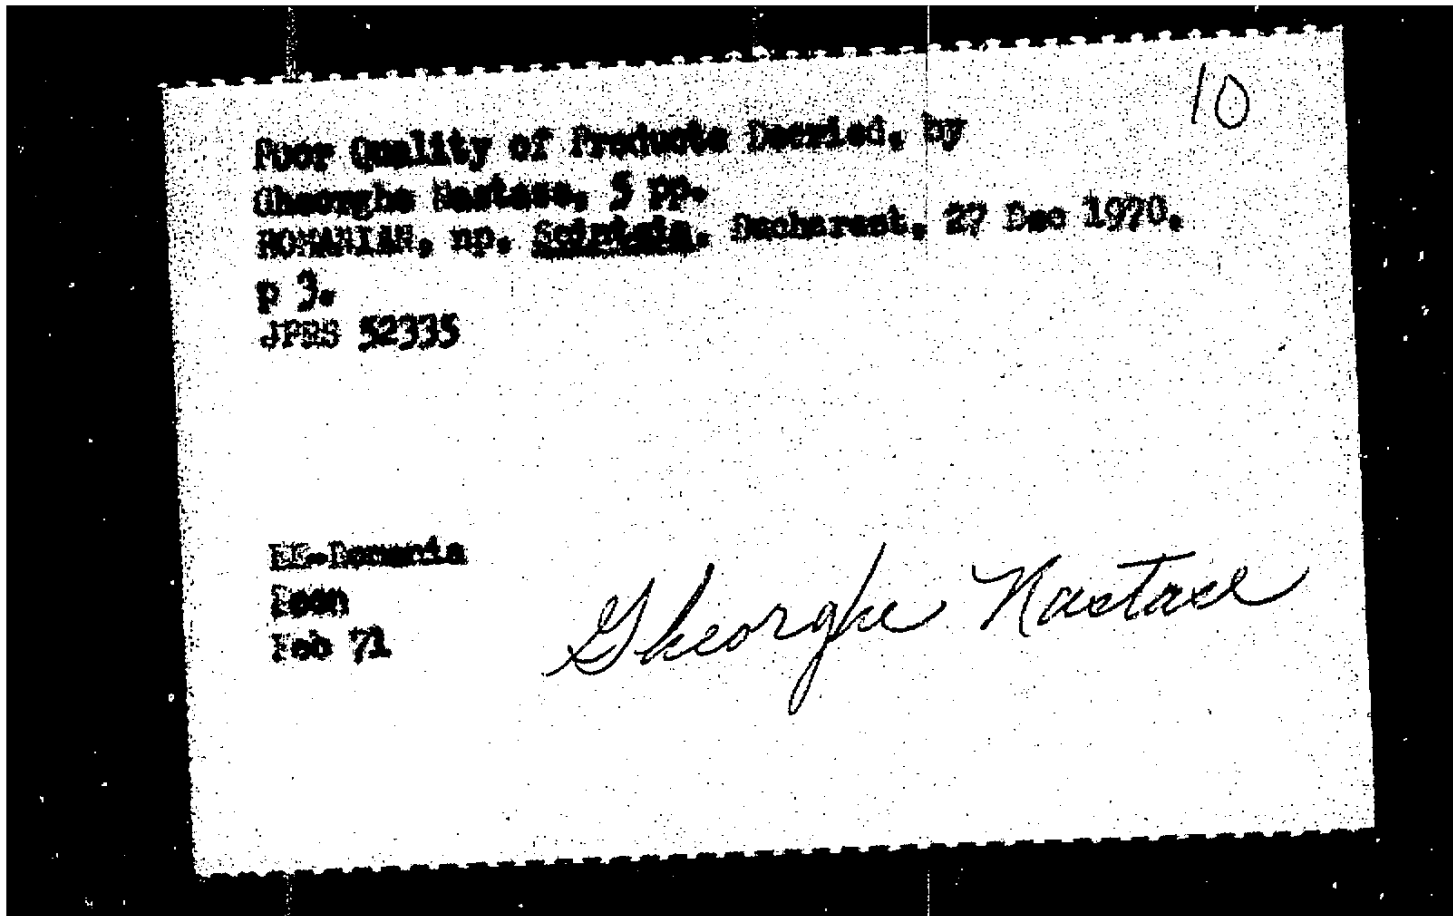 10
Poor Quality of Products Decried, by
Gheorghe Nastase, 5 pp.
ROMANIAN, np, Scinteia, Bucharest, 27 Dec 1970,
p 3.
JPRS 52335
EE-Romania
Econ
Feb 71
Gheorghe Nastase